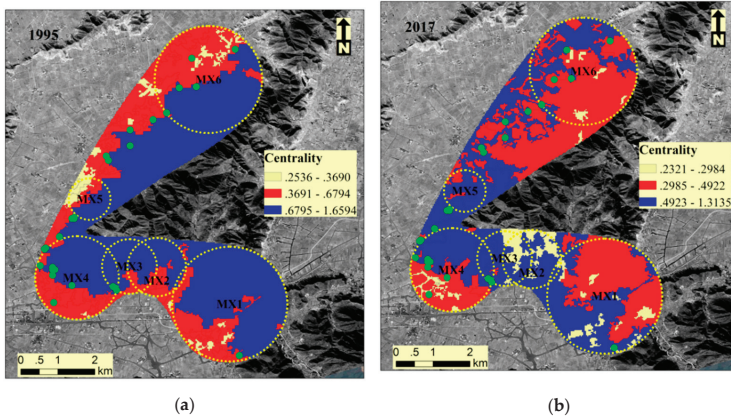 1995
N
MX6
Centrality
.2536 - .3690
.3691 - .6794
.6795 - 1.6594
MX5
MX4
MX3
MX2
MX1
0 .5 1 2
km
(a)
2017
N
MX6
Centrality
.2321 - .2984
.2985 - .4922
.4923 - 1.3135
MX5
MX4
MX3
MX2
MX1
0 .5 1 2
km
(b)